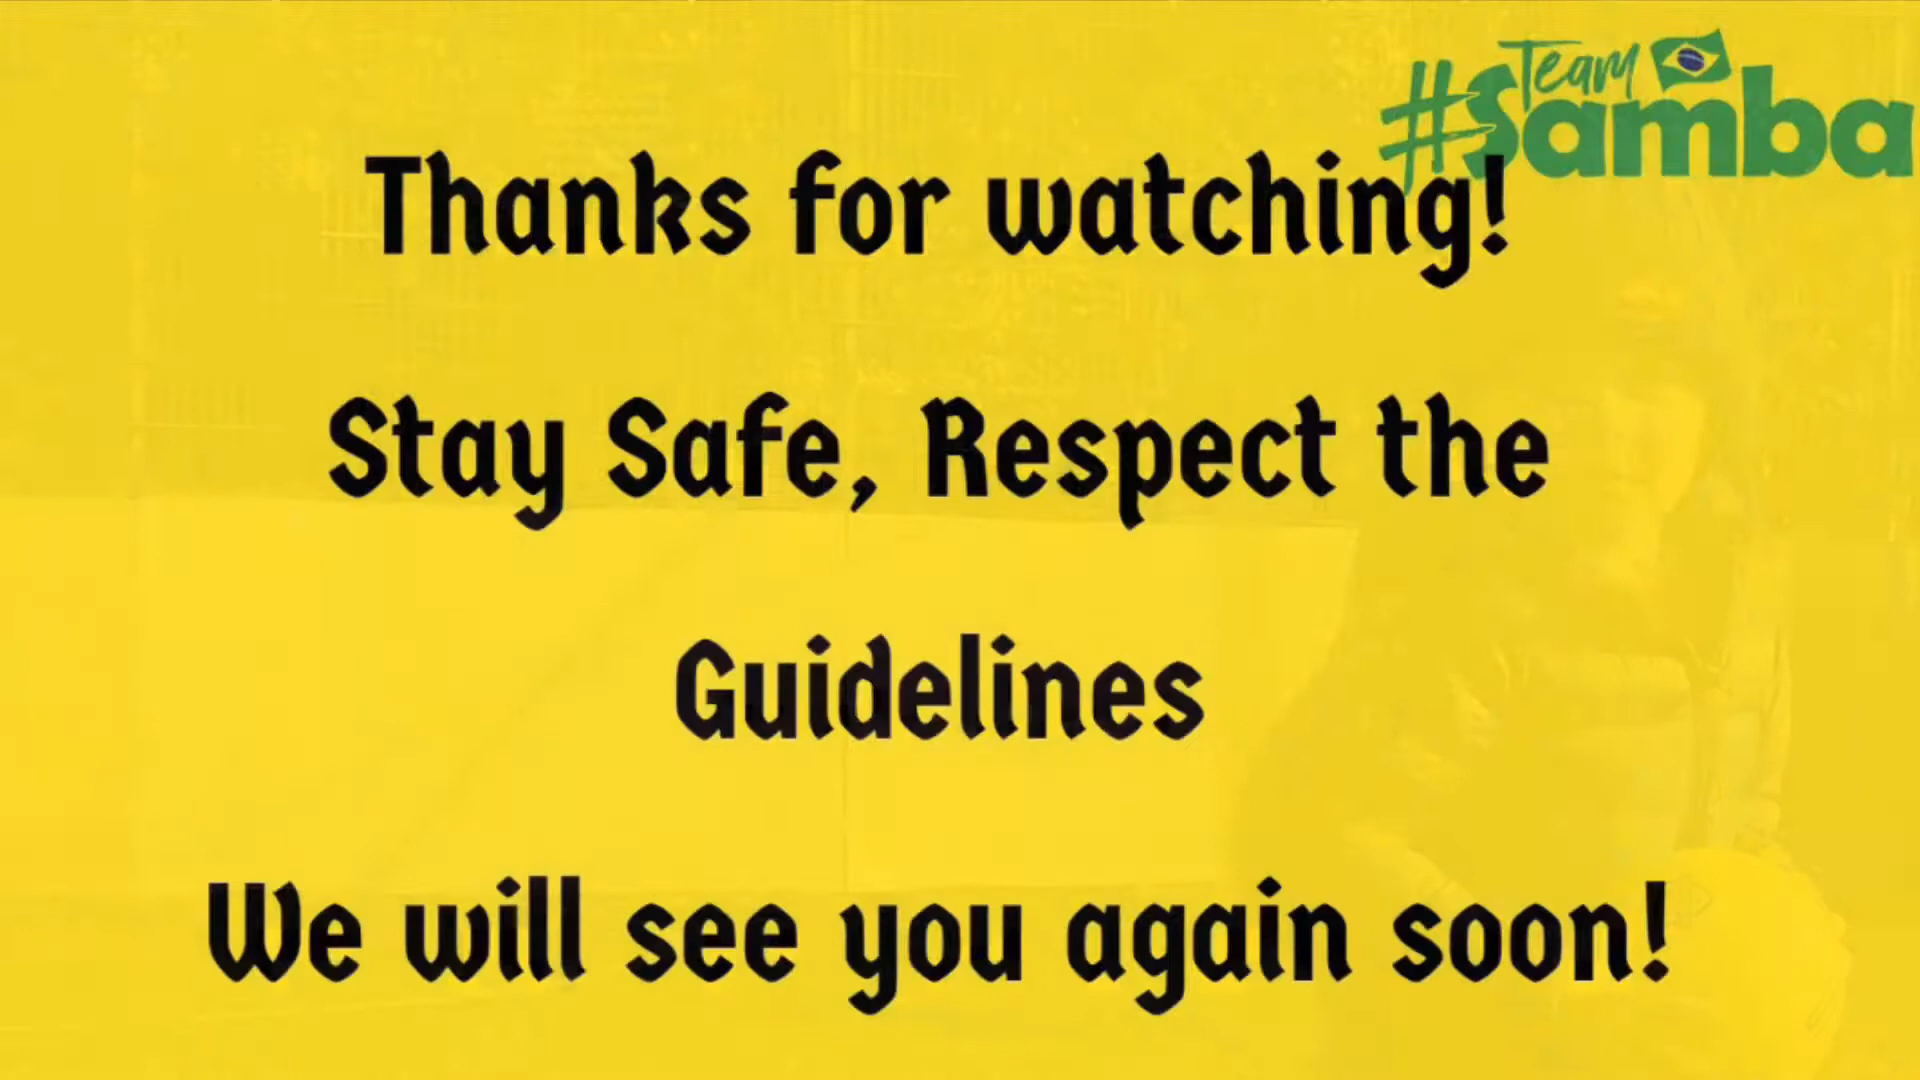 Team
#Samba
Thanks for watching!
Stay Safe, Respect the
Guidelines
We will see you again soon!